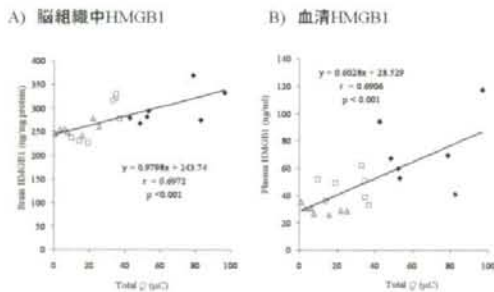 A) 脳組織中HMGB1
Brain HMGB1 (ng/mg protein)
400
350
300
250
200
150
100
50
0
y = 0.9798x + 243.74
r = 0.6972
p <0.001
0 20 40 60 80 100
Total Q (μC)
B) 血清HMGB1
Plasma HMGB1 (ng/ml)
140
120
100
80
60
40
20
0
y = 0.6028x + 28.529
r = 0.6906
p < 0.001
0 20 40 60 80 100
Total Q (μC)